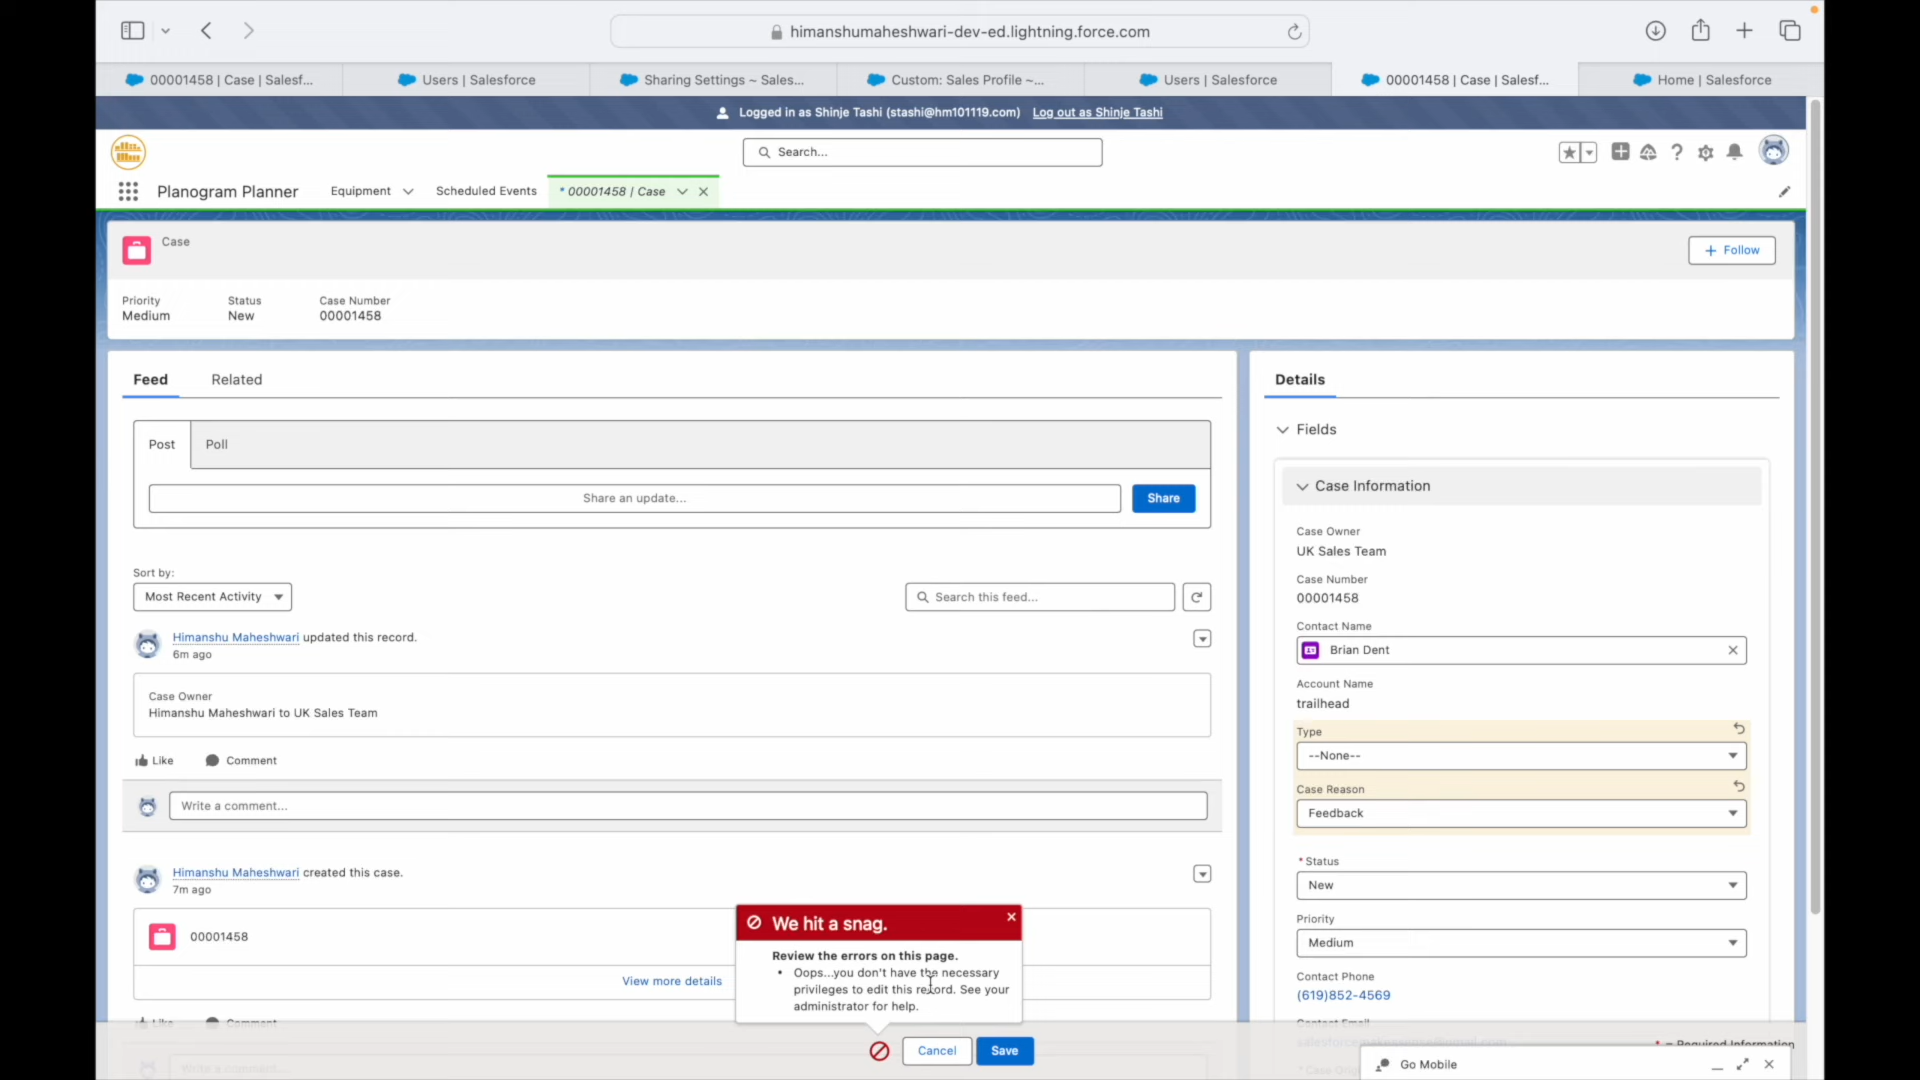 himanshumaheshwari-dev-ed.lightning.force.com
00001458 | Case | Salesf...
Users | Salesforce
Sharing Settings ~ Sales...
Custom: Sales Profile ~...
Users | Salesforce
00001458 | Case | Salesf...
Home | Salesforce
Logged in as Shinje Tashi (stashi@hm101119.com) Log out as Shinje Tashi
Search...
Planogram Planner
Equipment
Scheduled Events
* 00001458 | Case
Case
+ Follow
Priority
Medium
Status
New
Case Number
00001458
Feed
Related
Post
Poll
Share an update...
Share
Sort by:
Most Recent Activity
Search this feed...
Himanshu Maheshwari updated this record.
6m ago
Case Owner
Himanshu Maheshwari to UK Sales Team
Like
Comment
Write a comment...
Himanshu Maheshwari created this case.
7m ago
00001458
View more details
Like
Comment
Write a comment...
We hit a snag.
Review the errors on this page.
• Oops...you don't have the necessary
privileges to edit this record. See your
administrator for help.
Cancel
Save
Details
Fields
Case Information
Case Owner
UK Sales Team
Case Number
00001458
Contact Name
Brian Dent
Account Name
trailhead
Type
--None--
Case Reason
Feedback
* Status
New
Priority
Medium
Contact Phone
(619)852-4569
Contact Email
* = Required Information
Go Mobile